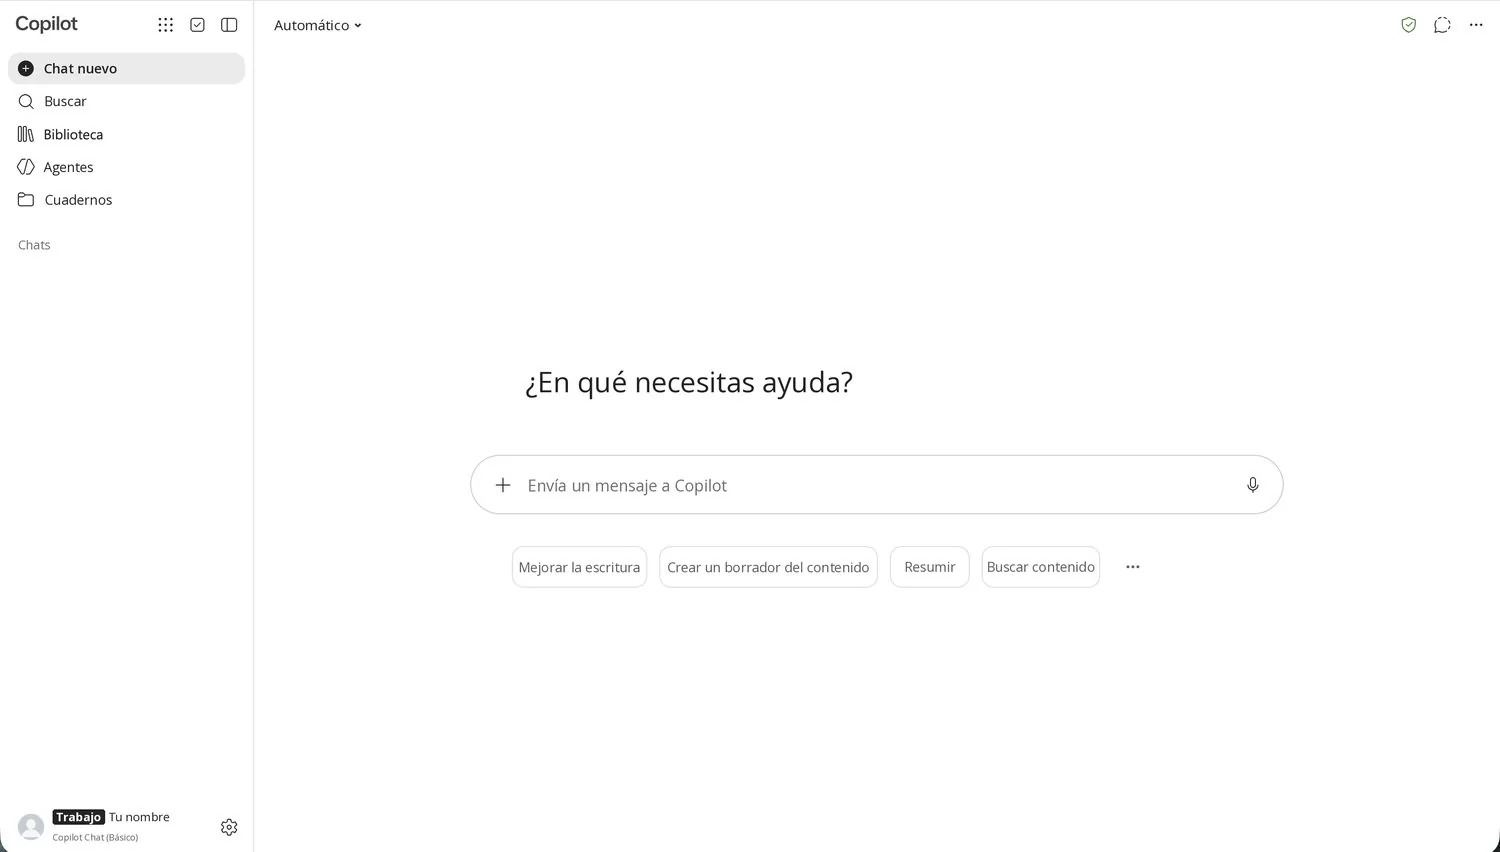 Copilot
Automático
Chat nuevo
Buscar
Biblioteca
Agentes
Cuadernos
Chats
¿En qué necesitas ayuda?
Envía un mensaje a Copilot
Mejorar la escritura
Crear un borrador del contenido
Resumir
Buscar contenido
Trabajo Tu nombre
Copilot Chat (Básico)